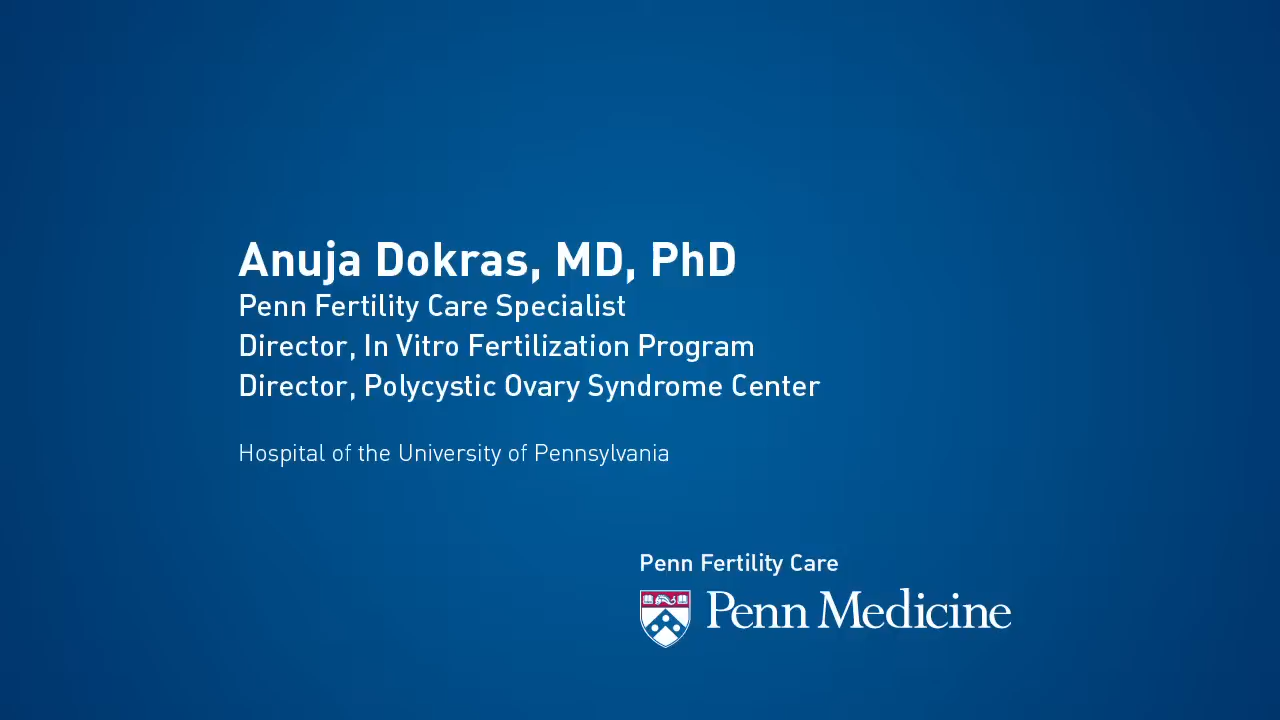 Anuja Dokras, MD, PhD
Penn Fertility Care Specialist
Director, In Vitro Fertilization Program
Director, Polycystic Ovary Syndrome Center
Hospital of the University of Pennsylvania
Penn Fertility Care
Penn Medicine